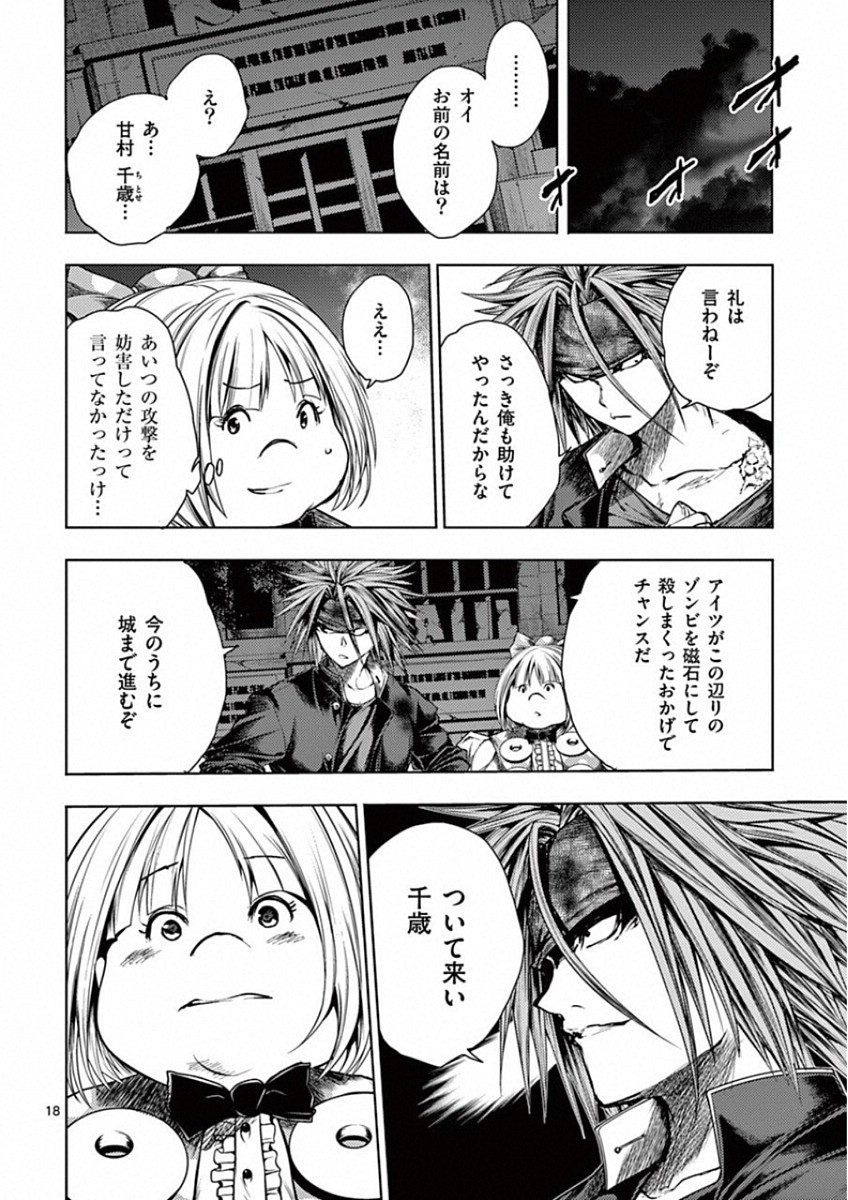 オ
オ
オ
オ
………
オイ
お前の名前は？
え？
あ…
甘村 千歳…
ちとせ
礼は
言わねーぞ
さっき俺も助けて
やったんだからな
ええ…
あいつの攻撃を
妨害しただけって
言ってなかったっけ…
アイツがこの辺りの
ゾンビを磁石にして
殺しまくったおかげで
チャンスだ
今のうちに
城まで進むぞ
ついて来い
千歳
18